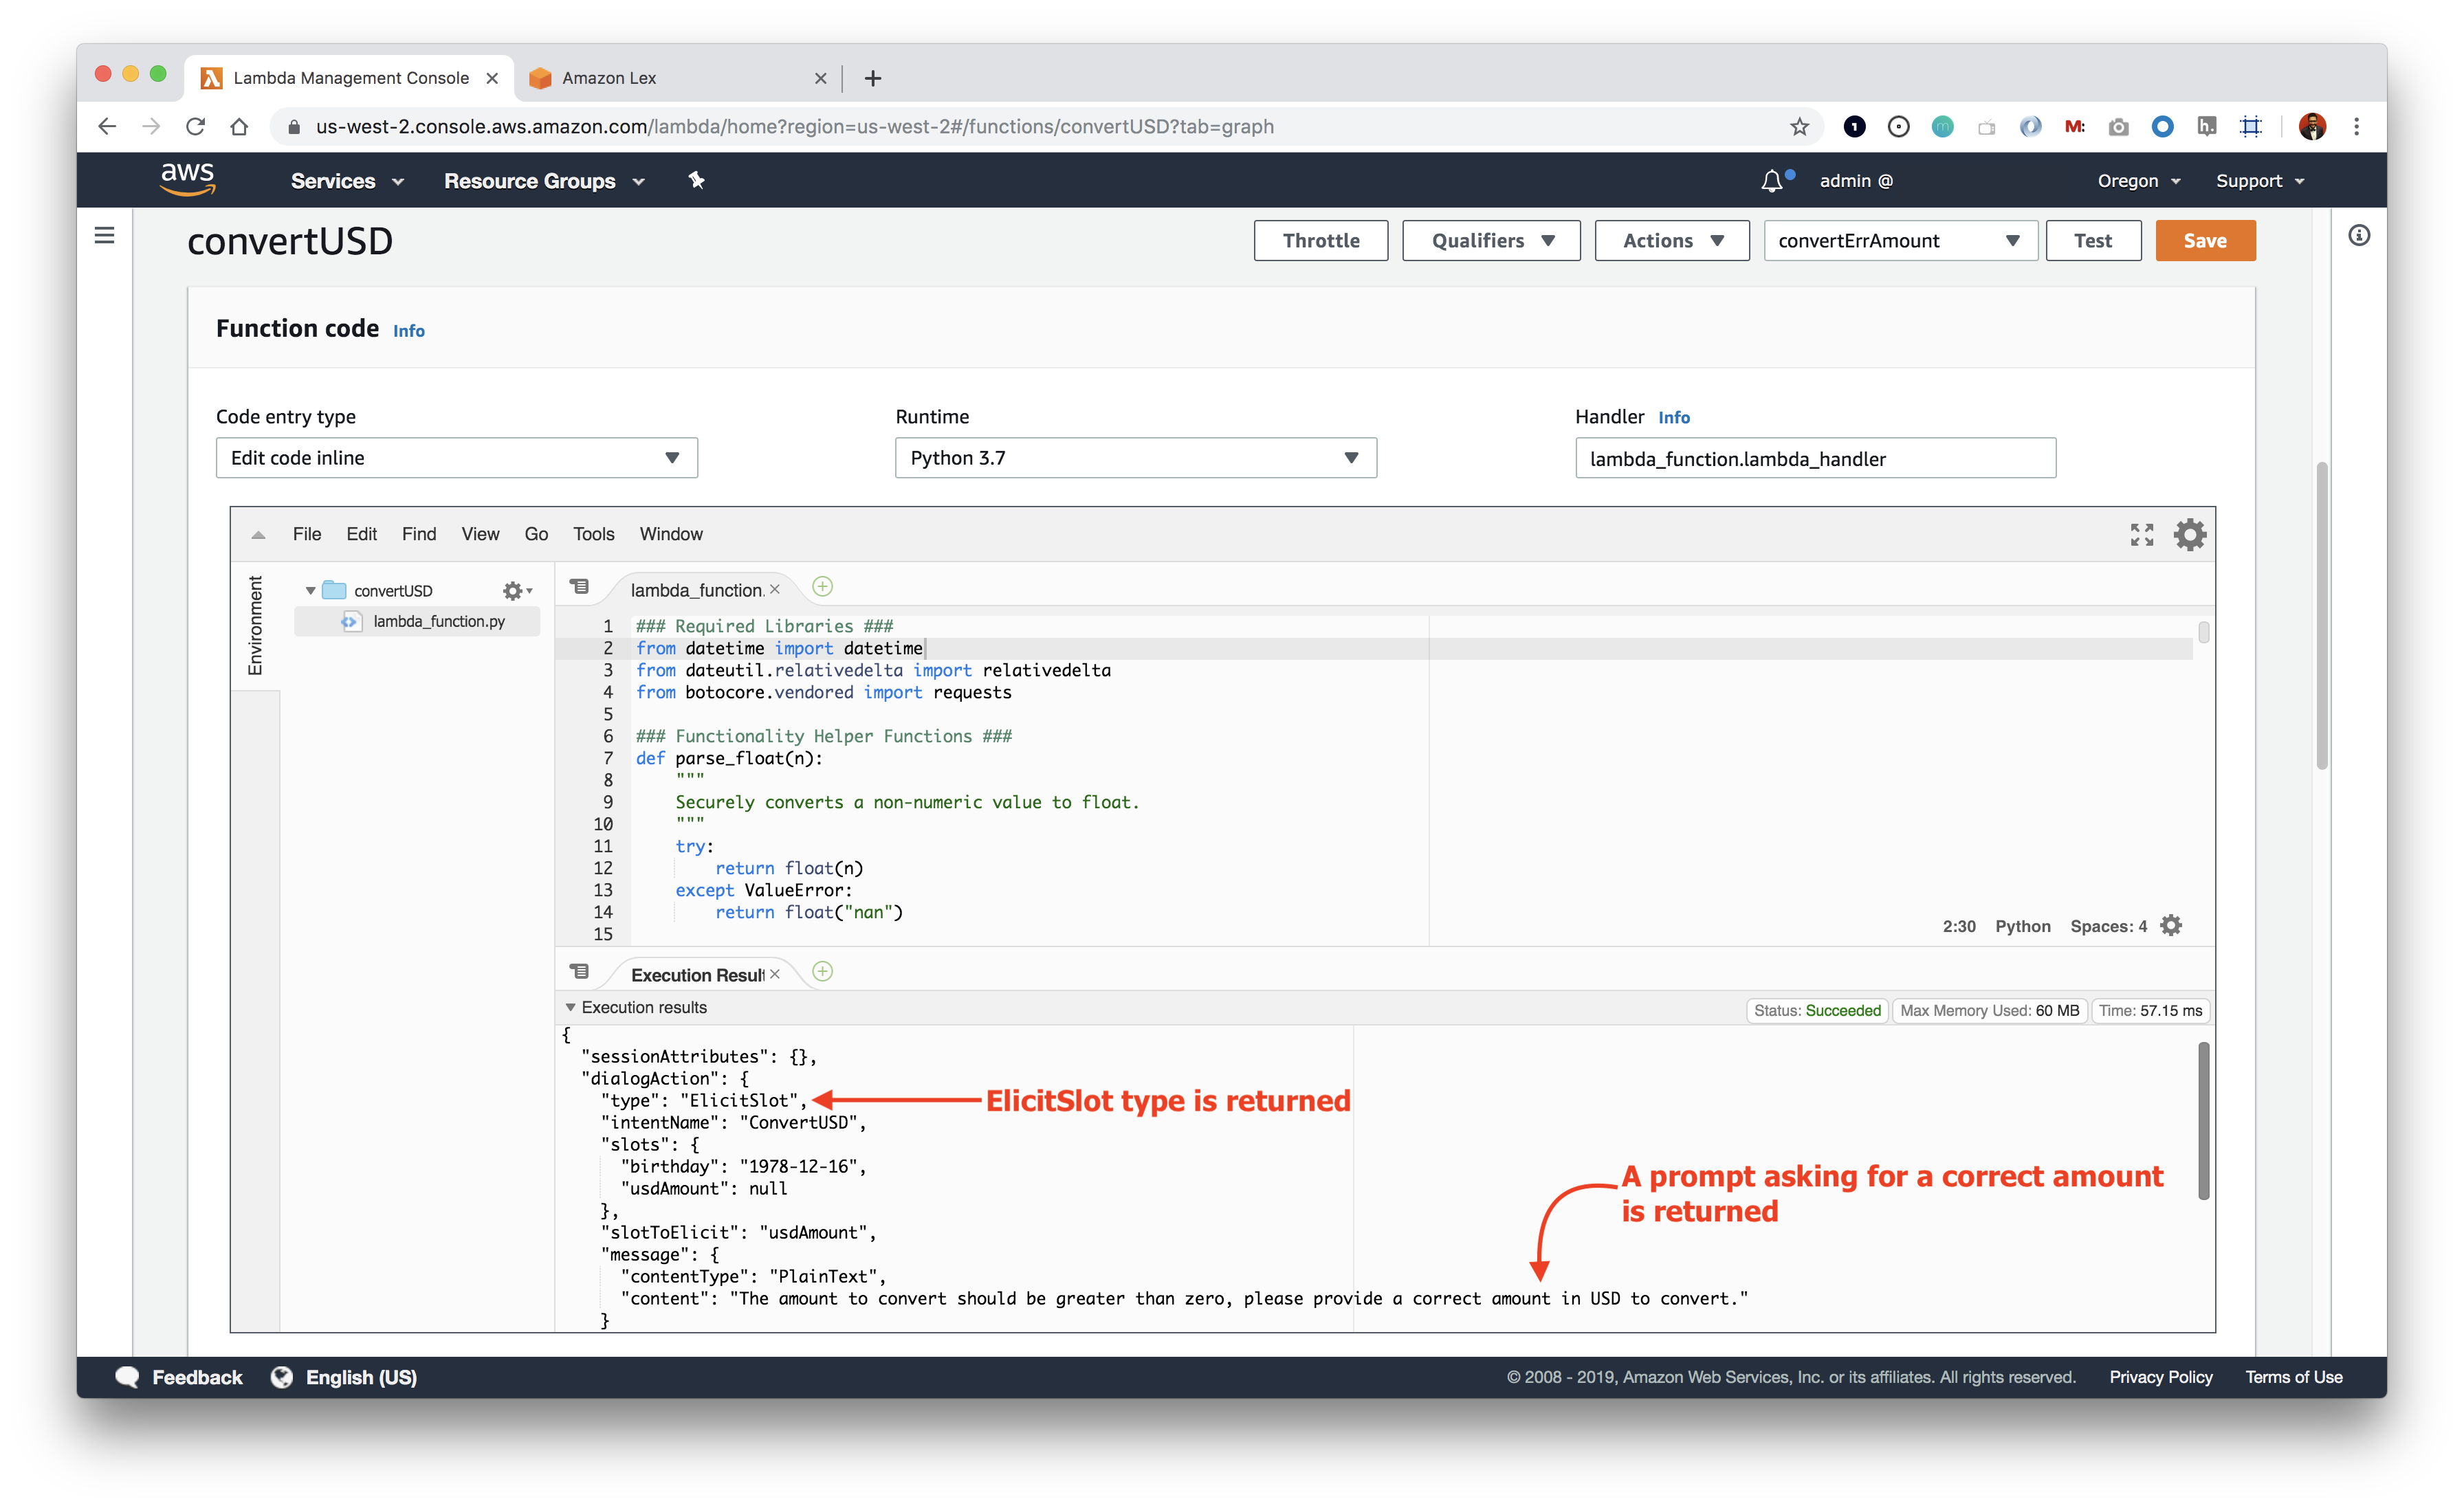 Lambda Management Console
Amazon Lex
us-west-2.console.aws.amazon.com/lambda/home?region=us-west-2#/functions/convertUSD?tab=graph
aws
Services
Resource Groups
admin @
Oregon
Support
convertUSD
Throttle
Qualifiers
Actions
convertErrAmount
Test
Save
Function code Info
Code entry type
Runtime
Handler Info
Edit code inline
Python 3.7
lambda_function.lambda_handler
File Edit Find View Go Tools Window
Environment
convertUSD
lambda_function.py
lambda_function.
1 ### Required Libraries ###
2 from datetime import datetime
3 from dateutil.relativedelta import relativedelta
4 from botocore.vendored import requests
5
6 ### Functionality Helper Functions ###
7 def parse_float(n):
8 """
9 Securely converts a non-numeric value to float.
10 """
11 try:
12 return float(n)
13 except ValueError:
14 return float("nan")
15
2:30 Python Spaces: 4
Execution Result
Execution results
Status: Succeeded
Max Memory Used: 60 MB
Time: 57.15 ms
{
"sessionAttributes": {},
"dialogAction": {
"type": "ElicitSlot",
ElicitSlot type is returned
"intentName": "ConvertUSD",
"slots": {
"birthday": "1978-12-16",
"usdAmount": null
},
A prompt asking for a correct amount
is returned
"slotToElicit": "usdAmount",
"message": {
"contentType": "PlainText",
"content": "The amount to convert should be greater than zero, please provide a correct amount in USD to convert."
}
Feedback
English (US)
© 2008 - 2019, Amazon Web Services, Inc. or its affiliates. All rights reserved.
Privacy Policy
Terms of Use